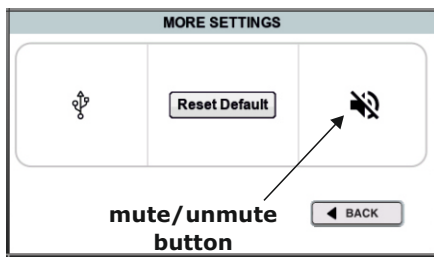 MORE SETTINGS
Reset Default
mute/unmute
button
BACK